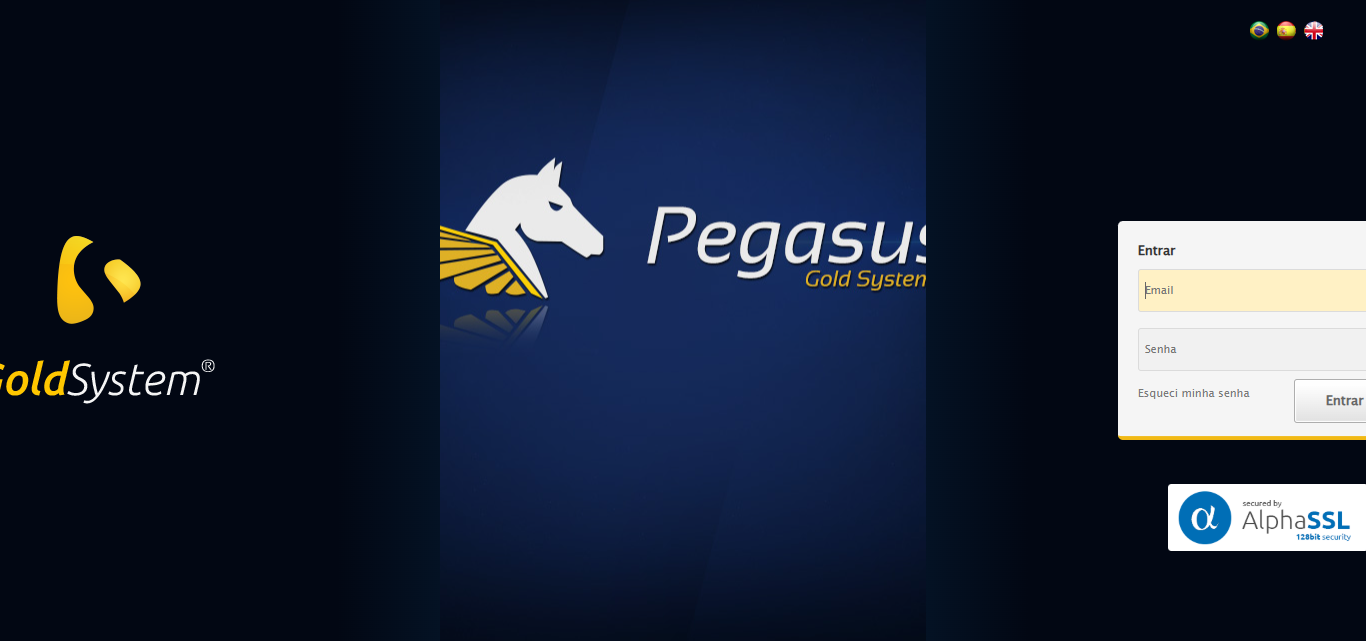 GoldSystem®
Pegasus
Gold System
Entrar
Email
Senha
Esqueci minha senha
Entrar
α
secured by
AlphaSSL
128bit security